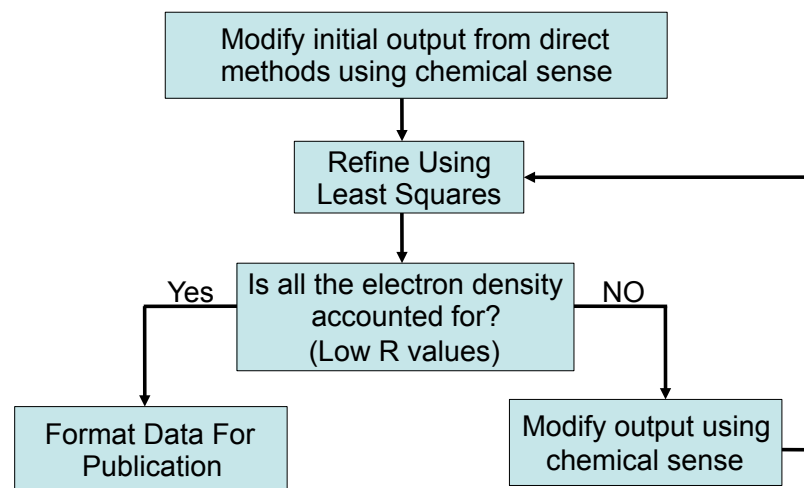 Modify initial output from direct
methods using chemical sense
Refine Using
Least Squares
Is all the electron density
accounted for?
(Low R values)
Yes
NO
Format Data For
Publication
Modify output using
chemical sense